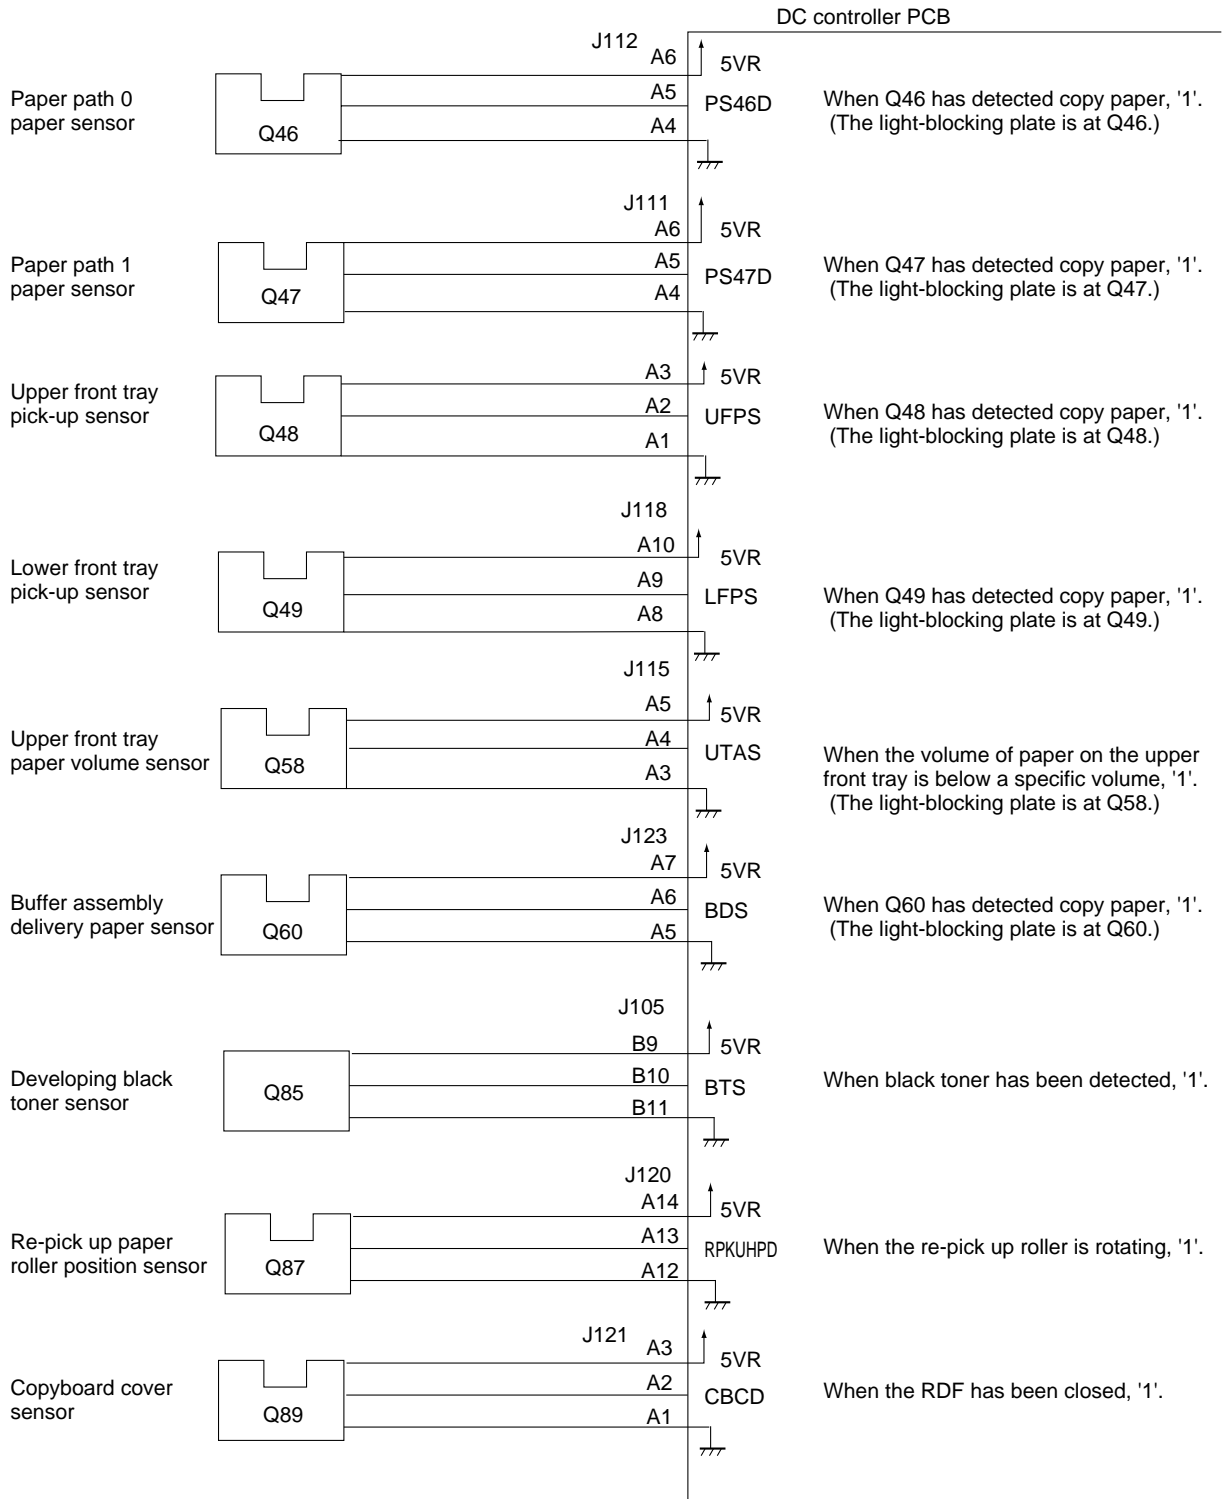 DC controller PCB
J112
A6
5VR
Paper path 0
paper sensor
Q46
A5
PS46D
A4
When Q46 has detected copy paper, '1'.
(The light-blocking plate is at Q46.)
J111
A6
5VR
Paper path 1
paper sensor
Q47
A5
PS47D
A4
When Q47 has detected copy paper, '1'.
(The light-blocking plate is at Q47.)
A3
5VR
Upper front tray
pick-up sensor
Q48
A2
UFPS
A1
When Q48 has detected copy paper, '1'.
(The light-blocking plate is at Q48.)
J118
A10
5VR
Lower front tray
pick-up sensor
Q49
A9
LFPS
A8
When Q49 has detected copy paper, '1'.
(The light-blocking plate is at Q49.)
J115
A5
5VR
Upper front tray
paper volume sensor
Q58
A4
UTAS
A3
When the volume of paper on the upper
front tray is below a specific volume, '1'.
(The light-blocking plate is at Q58.)
J123
A7
5VR
Buffer assembly
delivery paper sensor
Q60
A6
BDS
A5
When Q60 has detected copy paper, '1'.
(The light-blocking plate is at Q60.)
J105
B9
5VR
Developing black
toner sensor
Q85
B10
BTS
B11
When black toner has been detected, '1'.
J120
A14
5VR
Re-pick up paper
roller position sensor
Q87
A13
RPKUHPD
A12
When the re-pick up roller is rotating, '1'.
J121
A3
5VR
Copyboard cover
sensor
Q89
A2
CBCD
A1
When the RDF has been closed, '1'.